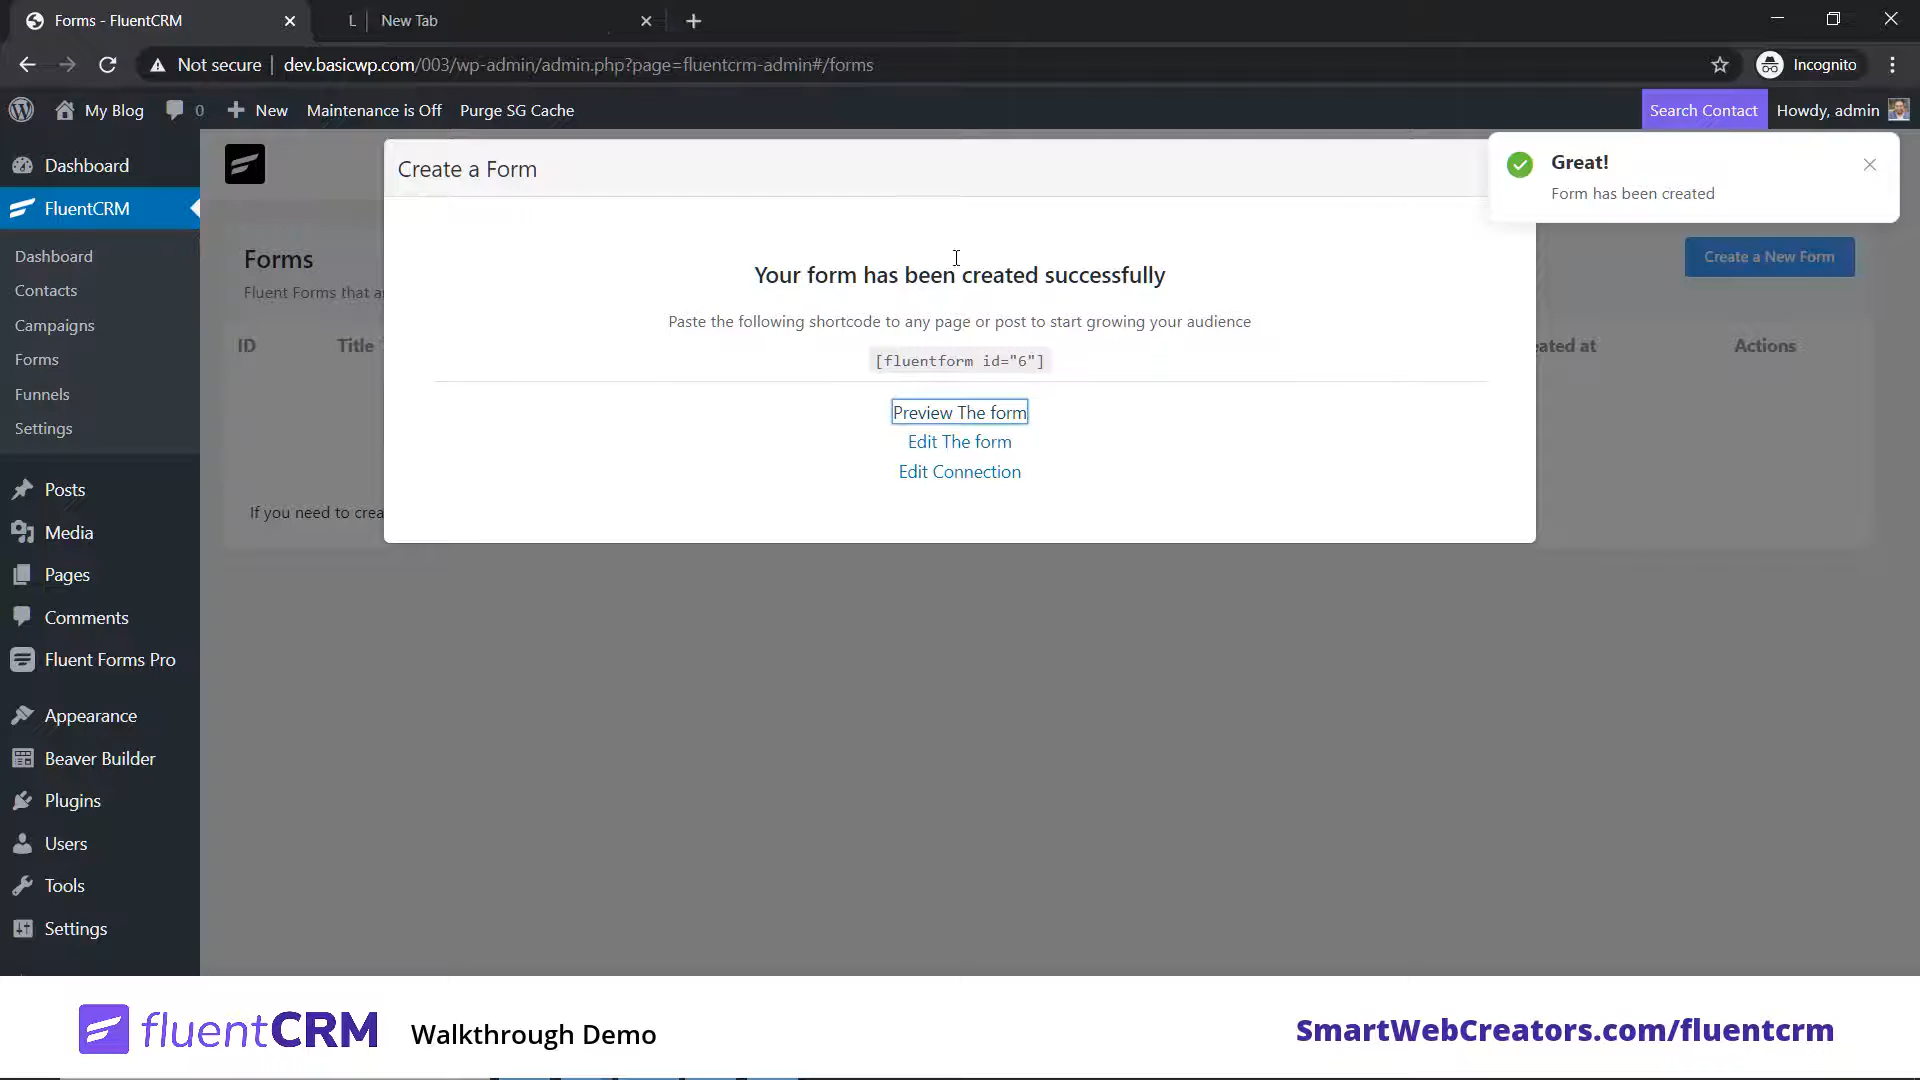 Forms - FluentCRM
L New Tab
Not secure dev.basicwp.com/003/wp-admin/admin.php?page=fluentcrm-admin#/forms
Incognito
My Blog 0 New Maintenance is Off Purge SG Cache
Search Contact Howdy, admin
Dashboard
FluentCRM
Dashboard
Contacts
Campaigns
Forms
Funnels
Settings
Posts
Media
Pages
Comments
Fluent Forms Pro
Appearance
Beaver Builder
Plugins
Users
Tools
Settings
Forms
Fluent Forms that
Create a New Form
ID Title
Actions
If you need to
Create a Form
Your form has been created successfully
Paste the following shortcode to any page or post to start growing your audience
[fluentform id="6"]
Preview The form
Edit The form
Edit Connection
Great!
Form has been created
fluentCRM Walkthrough Demo
SmartWebCreators.com/fluentcrm